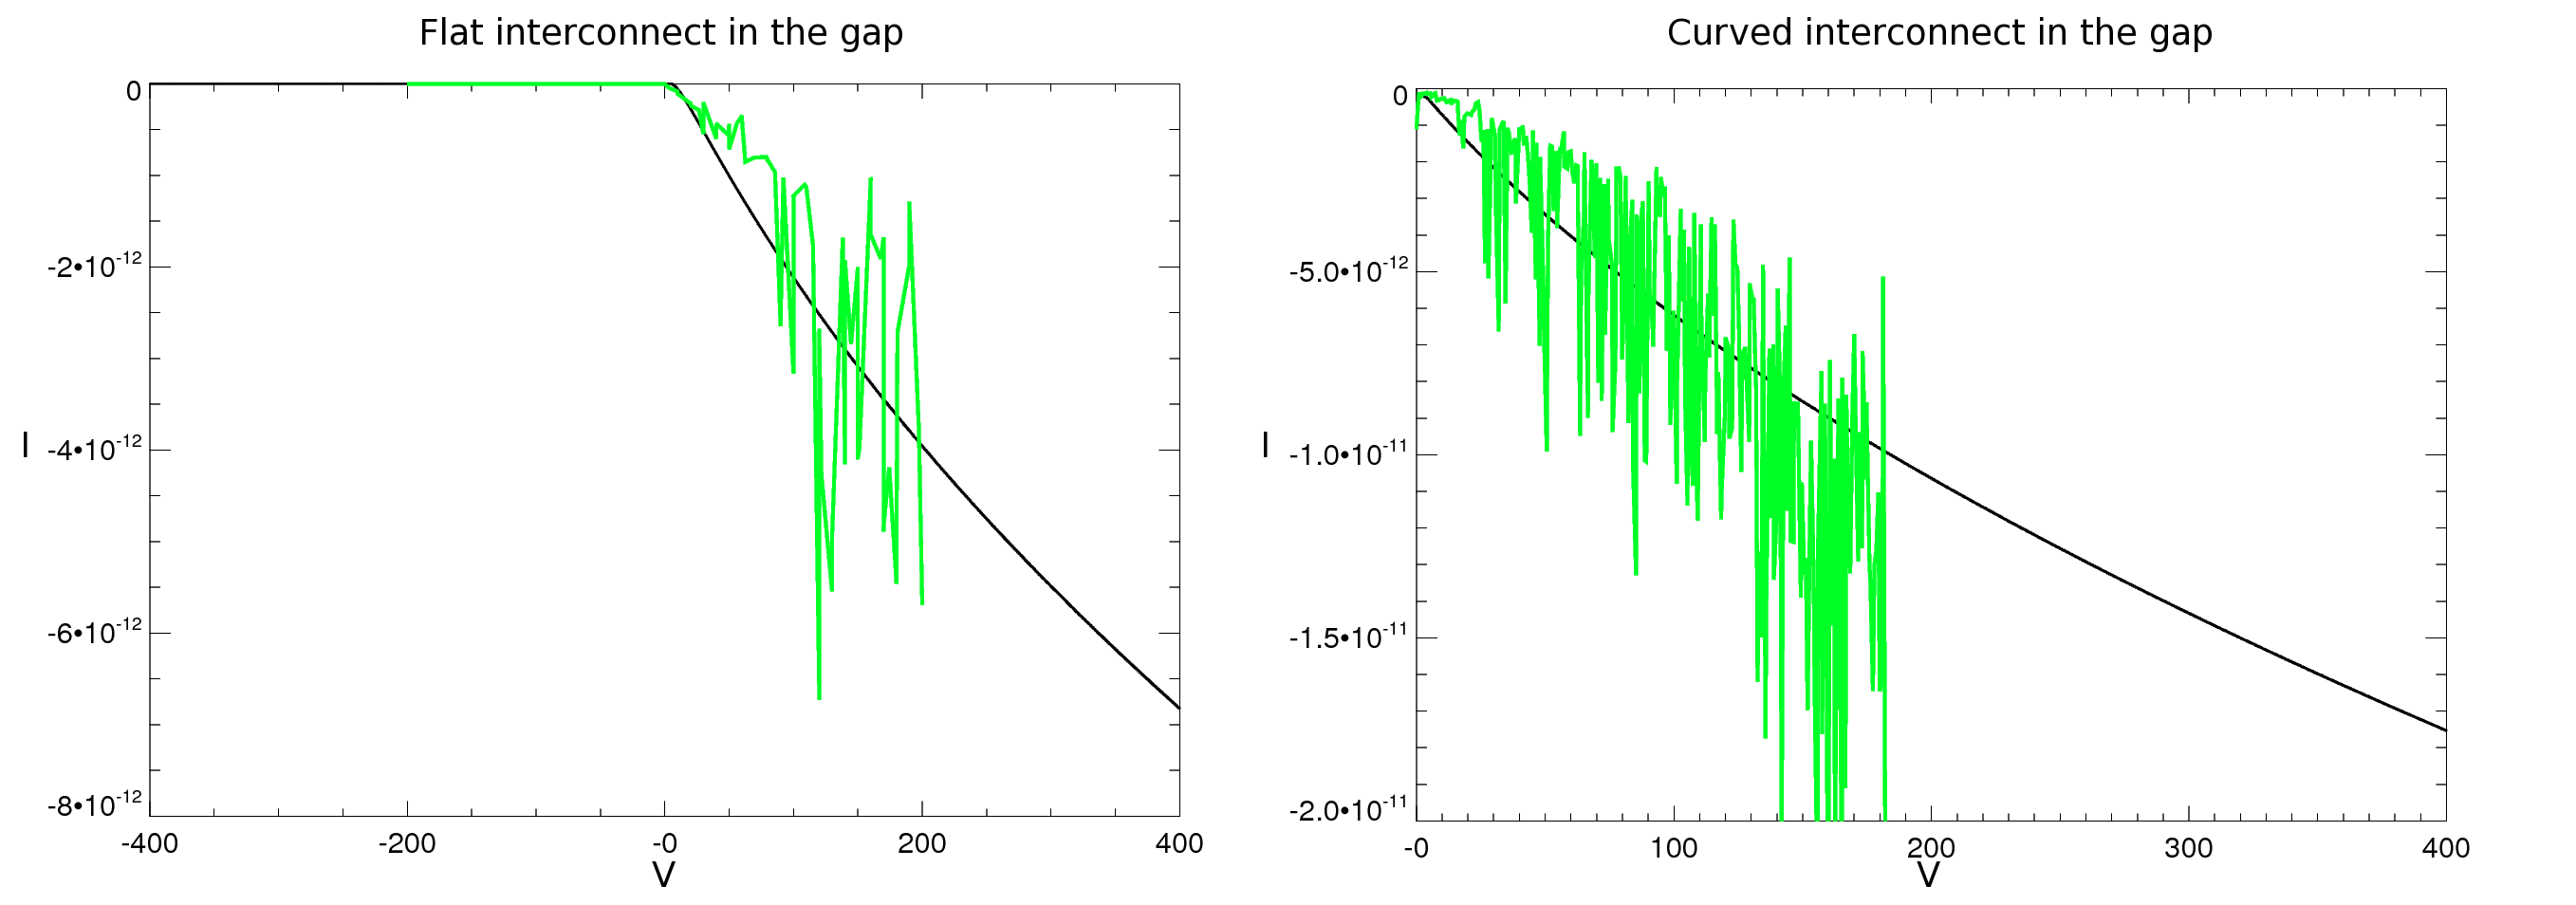 Flat interconnect in the gap
0
-2•10-12
-4•10-12
-6•10-12
-8•10-12
I
-400 -200 -0 200 400
V
Curved interconnect in the gap
0
-5.0•10-12
-1.0•10-11
-1.5•10-11
-2.0•10-11
I
-0 100 200 300 400
V